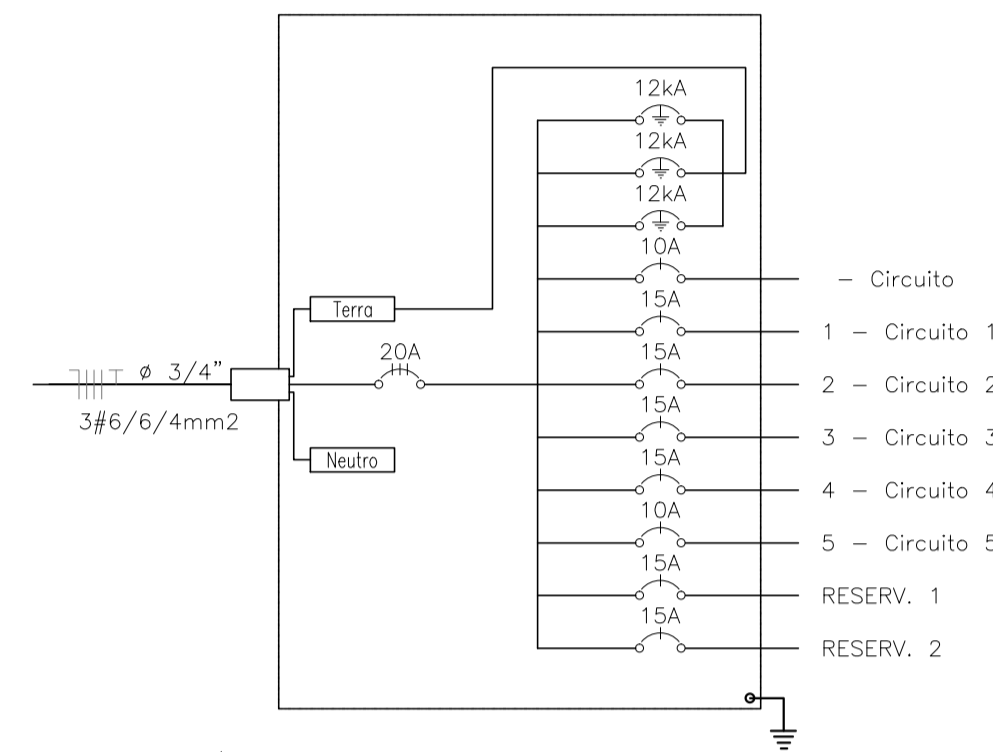 12kA
12kA
12kA
10A
- Circuito
Terra
15A
1 - Circuito 1
ø 3/4"
20A
15A
2 - Circuito 2
3#6/6/4mm2
15A
3 - Circuito 3
Neutro
15A
4 - Circuito 4
10A
5 - Circuito 5
15A
RESERV. 1
15A
RESERV. 2